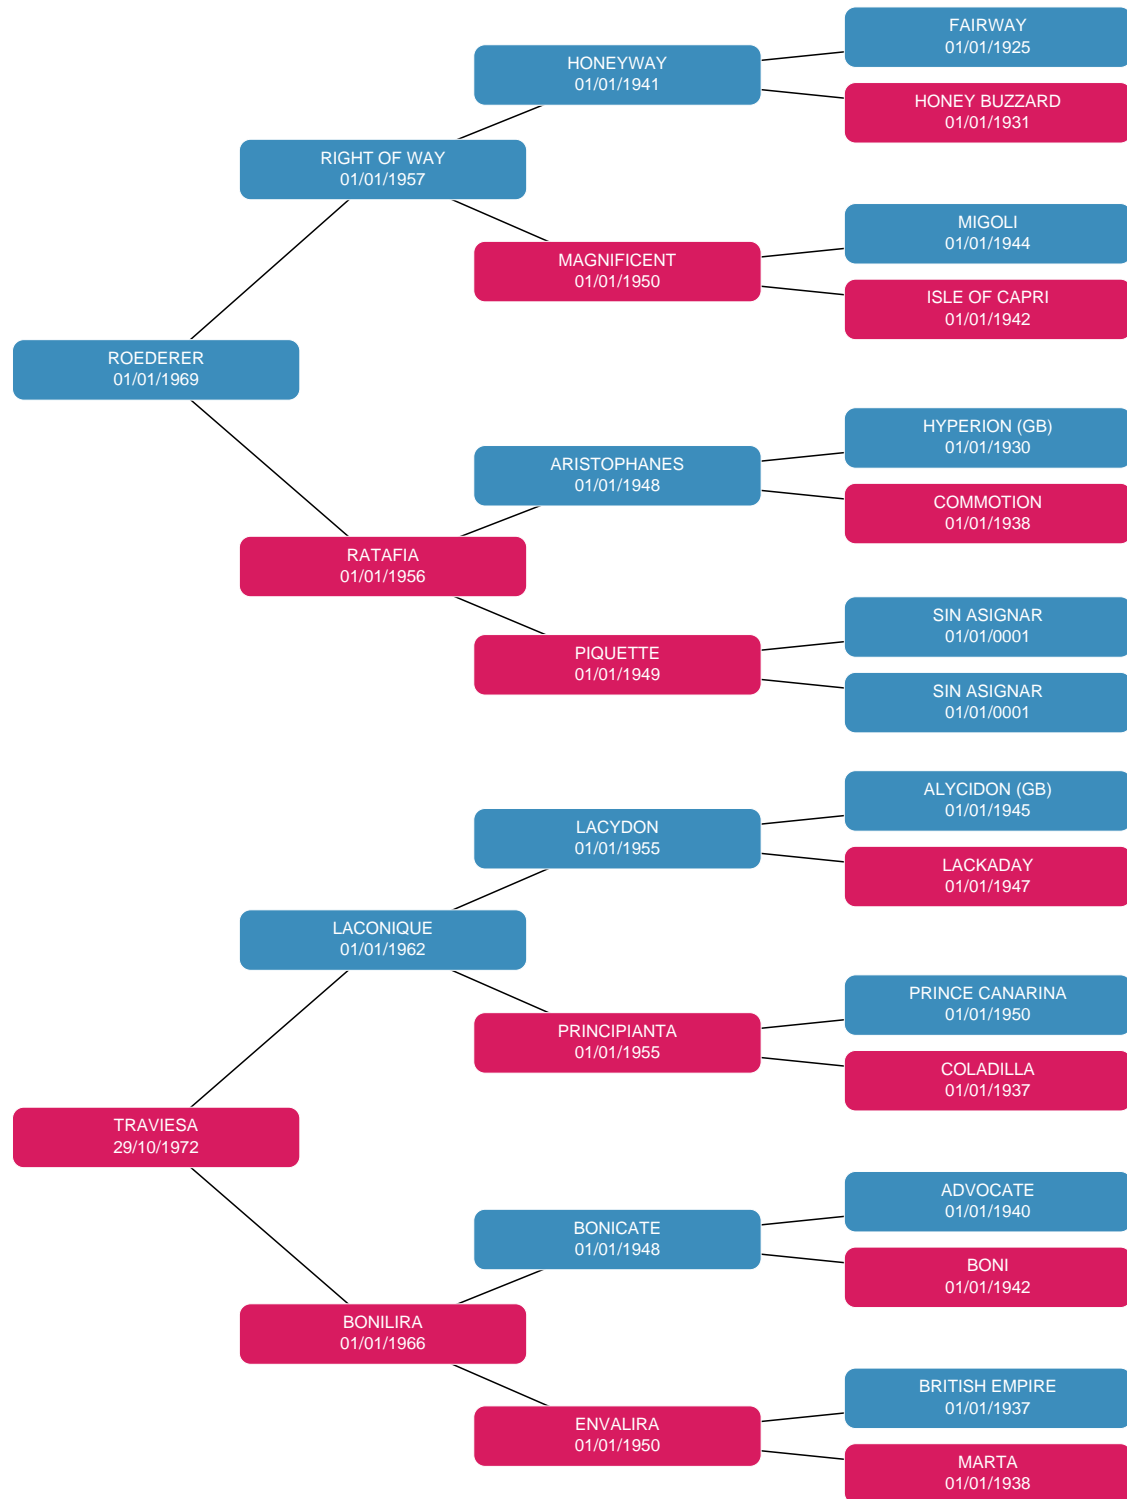 FAIRWAY
01/01/1925
HONEYWAY
01/01/1941
HONEY BUZZARD
01/01/1931
RIGHT OF WAY
01/01/1957
MIGOLI
01/01/1944
MAGNIFICENT
01/01/1950
ISLE OF CAPRI
01/01/1942
ROEDERER
01/01/1969
HYPERION (GB)
01/01/1930
ARISTOPHANES
01/01/1948
COMMOTION
01/01/1938
RATAFIA
01/01/1956
SIN ASIGNAR
01/01/0001
PIQUETTE
01/01/1949
SIN ASIGNAR
01/01/0001
ALYCIDON (GB)
01/01/1945
LACYDON
01/01/1955
LACKADAY
01/01/1947
LACONIQUE
01/01/1962
PRINCE CANARINA
01/01/1950
PRINCIPIANTA
01/01/1955
COLADILLA
01/01/1937
TRAVIESA
29/10/1972
ADVOCATE
01/01/1940
BONICATE
01/01/1948
BONI
01/01/1942
BONILIRA
01/01/1966
BRITISH EMPIRE
01/01/1937
ENVALIRA
01/01/1950
MARTA
01/01/1938